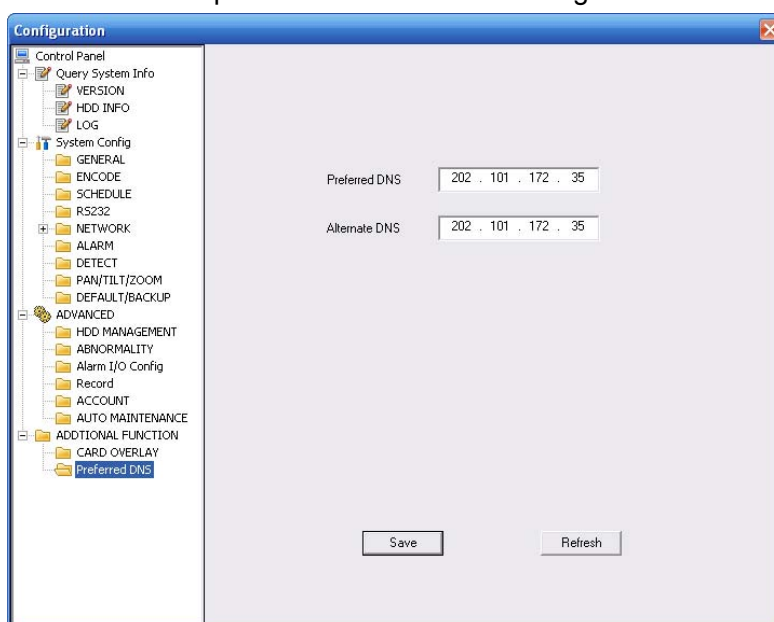 Configuration
Control Panel
Query System Info
VERSION
HDD INFO
LOG
System Config
GENERAL
ENCODE
SCHEDULE
RS232
NETWORK
ALARM
DETECT
PAN/TILT/ZOOM
DEFAULT/BACKUP
ADVANCED
HDD MANAGEMENT
ABNORMALITY
Alarm I/O Config
Record
ACCOUNT
AUTO MAINTENANCE
ADDTIONAL FUNCTION
CARD OVERLAY
Preferred DNS
Preferred DNS 202 . 101 . 172 . 35
Alternate DNS 202 . 101 . 172 . 35
Save Refresh